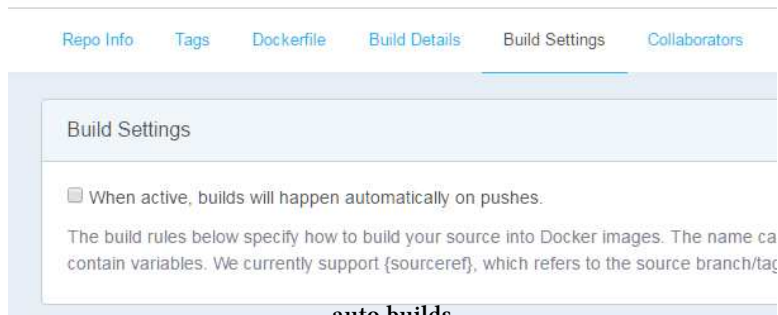 Repo Info Tags Dockerfile Build Details Build Settings Collaborators
Build Settings
When active, builds will happen automatically on pushes.
The build rules below specify how to build your source into Docker images. The name ca
contain variables. We currently support {sourceref}, which refers to the source branch/tag
auto builds